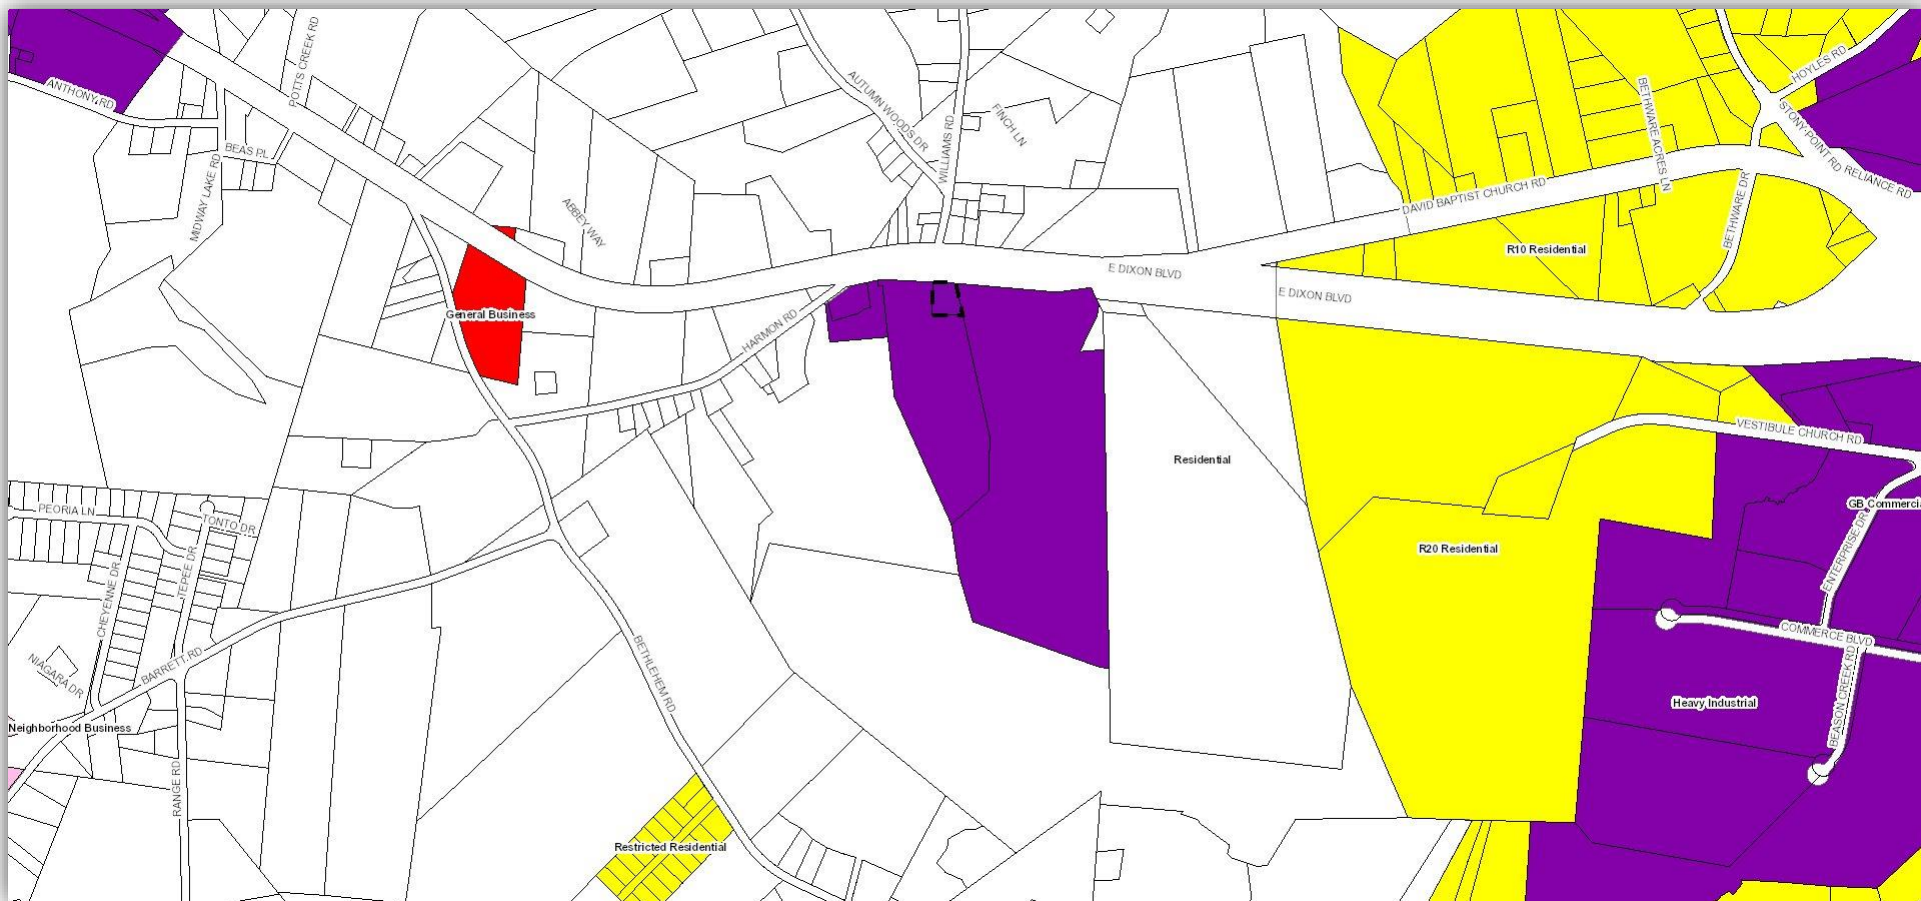 POTTS CREEK RD
ANTHONY RD
BEAS PL
MIDWAY LAKE RD
ABBEY WAY
AUTUMN WOODS DR
WILLIAMS RD
FINCH LN
BETHWARE ACRES LN
HOYLES RD
STONY POINT RD
RELIANCE RD
DAVID BAPTIST CHURCH RD
BETHWARE DR
R10 Residential
E DIXON BLVD
E DIXON BLVD
General Business
HARMON RD
VESTIBULE CHURCH RD
Residential
GB Commercia
PEORIA LN
TONTO DR
R20 Residential
ENTERPRISE DR
CHEYENNE DR
TEPEE DR
COMMERCE BLVD
NIAGARA DR
BARRETT RD
BETHLEHEM RD
BEASON CREEK RD
Heavy Industrial
Neighborhood Business
RANGE RD
Restricted Residential